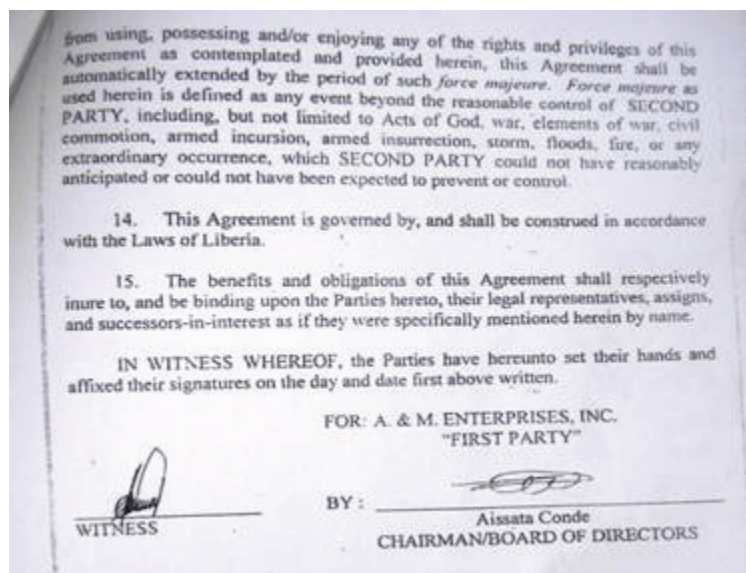 from using, possessing and/or enjoying any of the rights and privileges of this
Agreement as contemplated and provided herein, this Agreement shall be
automatically extended by the period of such force majeure. Force majeure as
used herein is defined as any event beyond the reasonable control of SECOND
PARTY, including, but not limited to Acts of God, war, elements of war, civil
commotion, armed incursion, armed insurrection, storm, floods, fire, or any
extraordinary occurrence, which SECOND PARTY could not have reasonably
anticipated or could not have been expected to prevent or control.
14. This Agreement is governed by, and shall be construed in accordance
with the Laws of Liberia.
15. The benefits and obligations of this Agreement shall respectively
inure to, and be binding upon the Parties hereto, their legal representatives, assigns,
and successors-in-interest as if they were specifically mentioned herein by name.
IN WITNESS WHEREOF, the Parties have hereunto set their hands and
affixed their signatures on the day and date first above written.
FOR: A. & M. ENTERPRISES, INC.
"FIRST PARTY"
BY :
WITNESS
Aissata Conde
CHAIRMAN/BOARD OF DIRECTORS